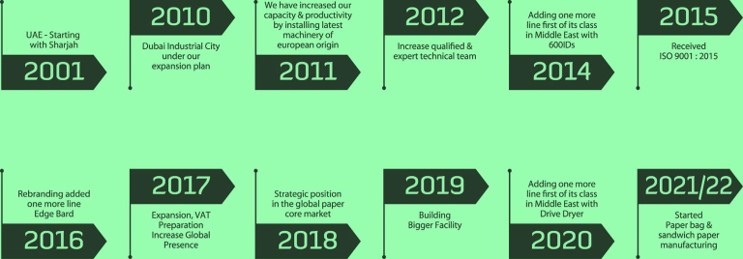 UAE - Starting
with Sharjah
2001
2010
Dubai Industrial City
under our
expansion plan
We have increased our
capacity & productivity
by installing latest
machinery of
european origin
2011
2012
Increase qualified &
expert technical team
Adding one more
line first of its class
in Middle East with
600IDs
2014
2015
Received
ISO 9001 : 2015
Rebranding added
one more line
Edge Bard
2016
2017
Expansion, VAT
Preparation
Increase Global
Presence
Strategic position
in the global paper
core market
2018
2019
Building
Bigger Facility
Adding one more
line first of its class
in Middle East with
Drive Dryer
2020
2021/22
Started
Paper bag &
sandwich paper
manufacturing